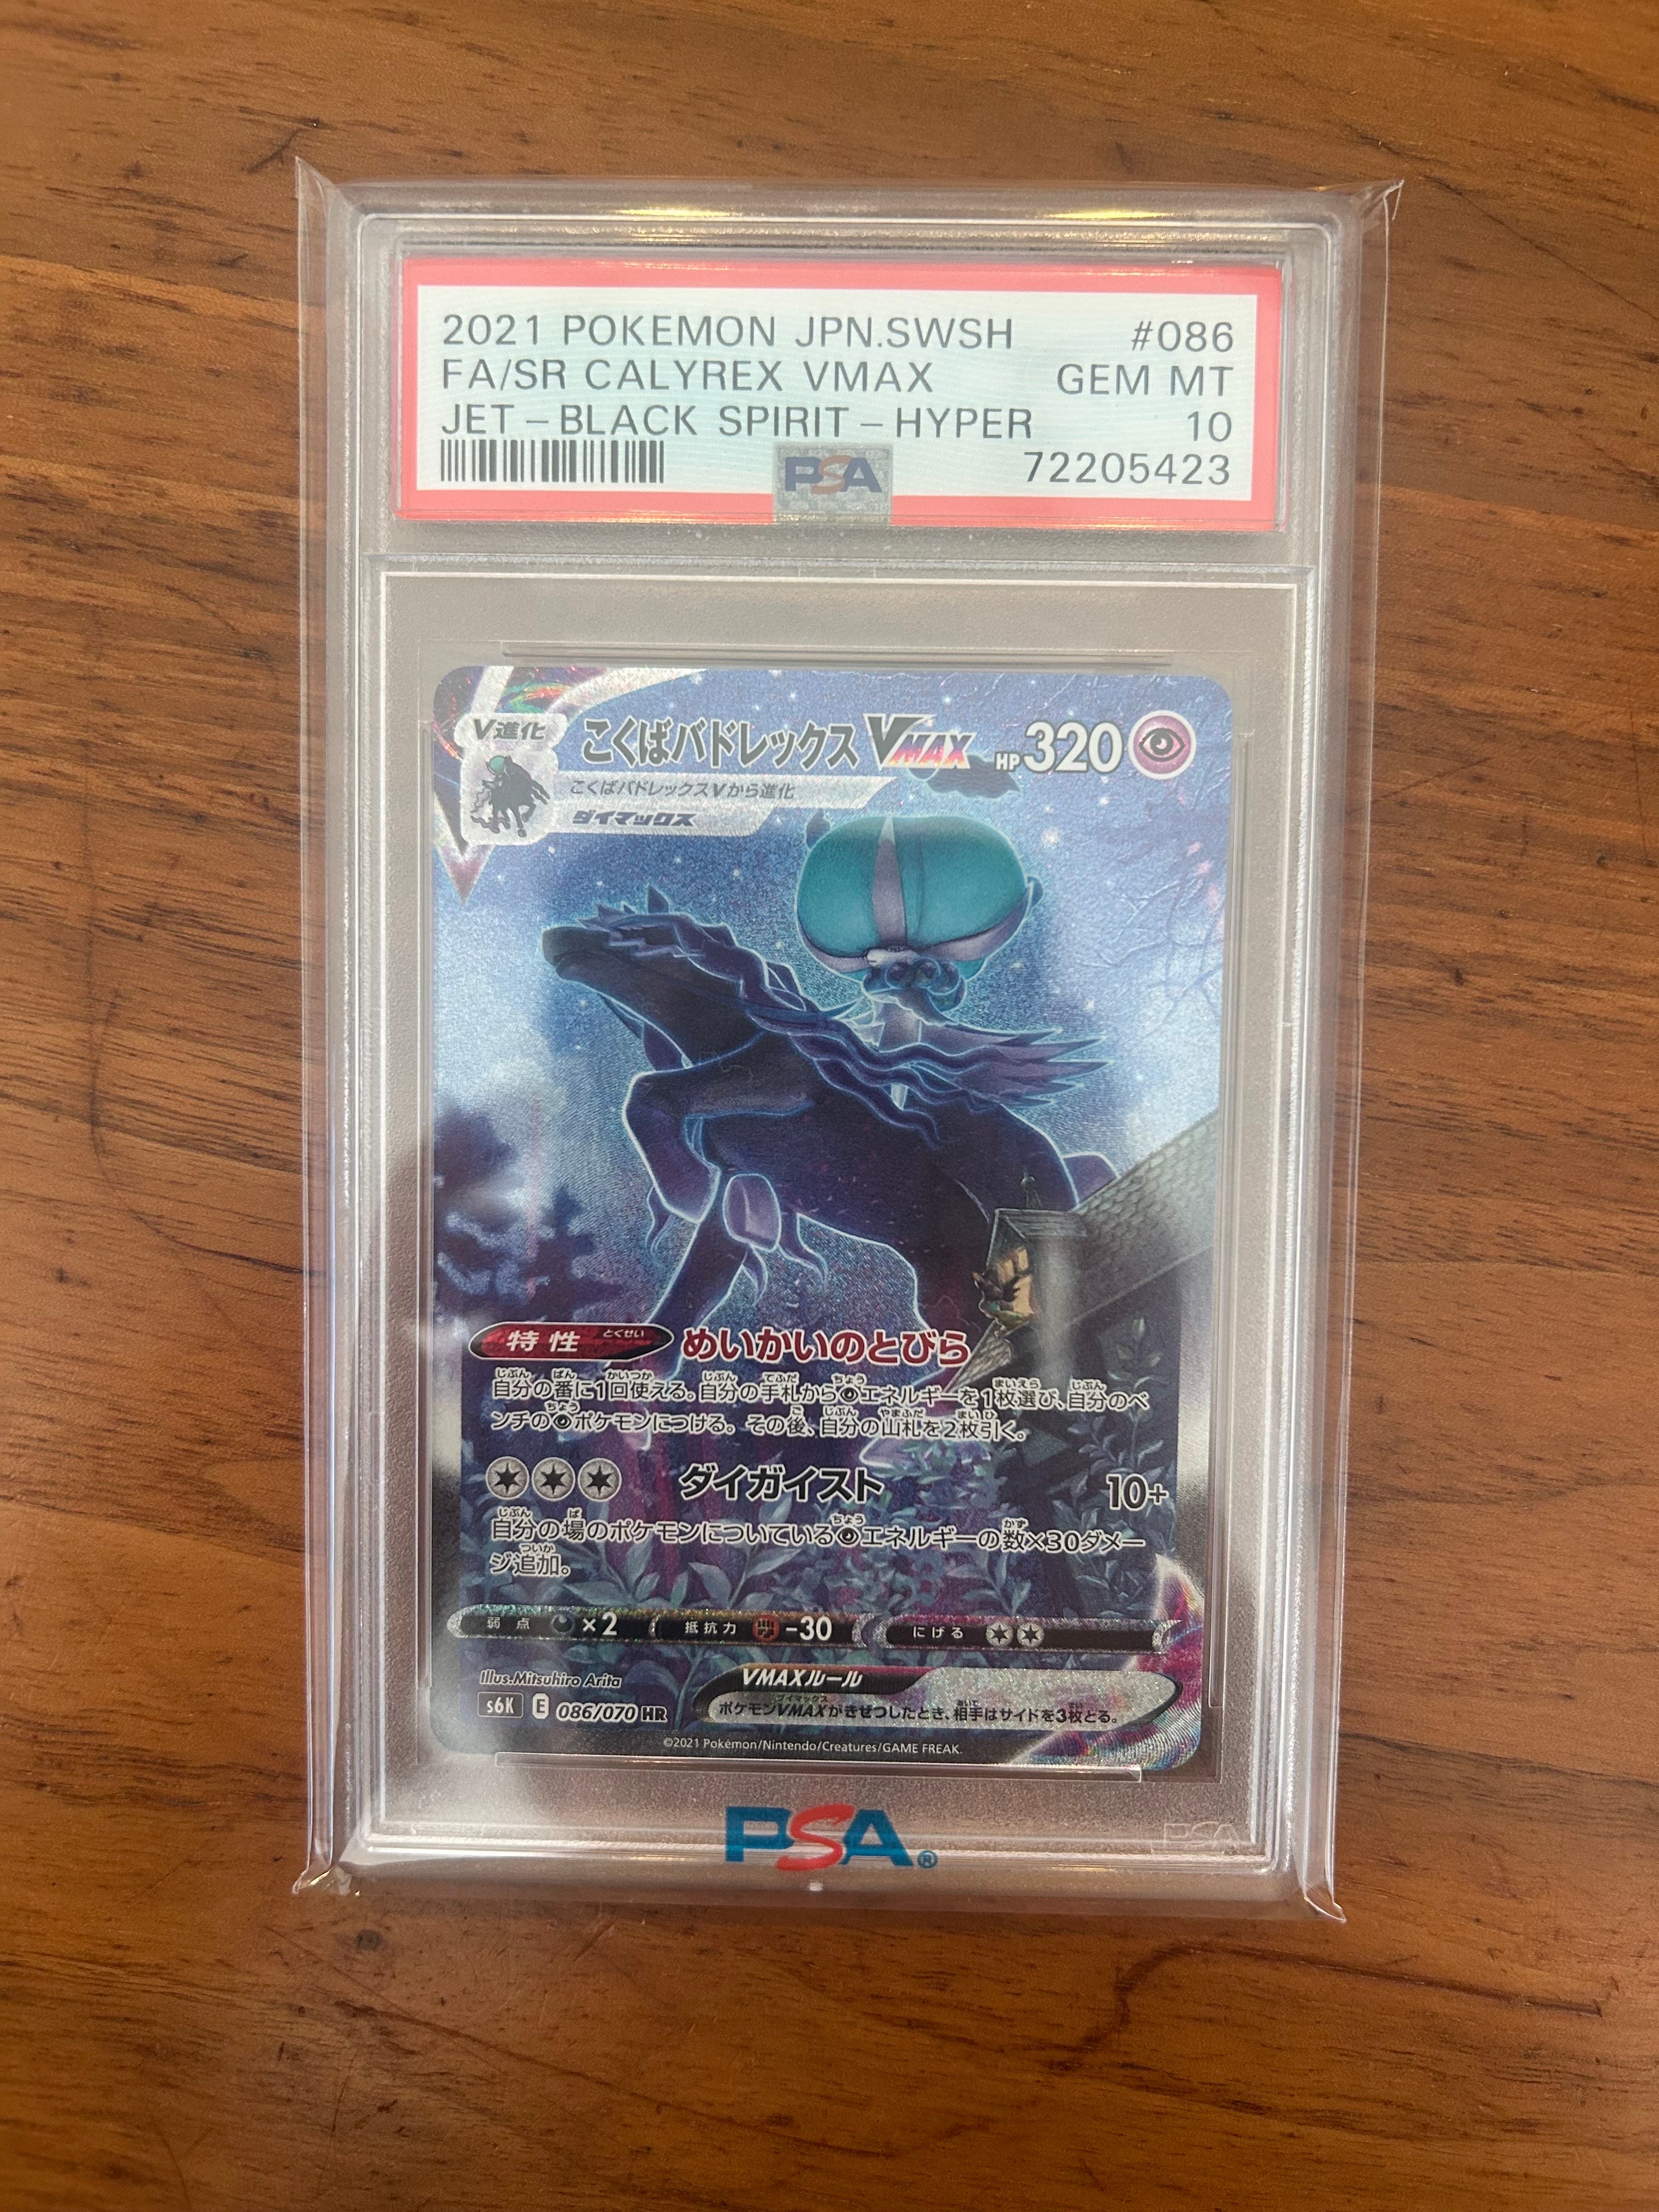 2021 POKEMON JPN.SWSH #086
FA/SR CALYREX VMAX GEM MT
JET-BLACK SPIRIT-HYPER 10
PSA 72205423
V進化 こくばバドレックスVMAX HP320
こくばバドレックスVから進化
ダイマックス
特性 とくせい めいかいのとびら
自分の番に1回使える。自分の手札から超エネルギーを1枚選び、自分のベ
ンチの超ポケモンにつける。その後、自分の山札を2枚引く。
ダイガイスト 10+
自分の場のポケモンについている超エネルギーの数×30ダメー
ジ追加。
弱点 ×2 抵抗力 -30 にげる
Illus.Mitsuhiro Arita
VMAXルール
s6K E 086/070 HR
ポケモンVMAXがきぜつしたとき、相手はサイドを3枚とる。
©2021 Pokémon/Nintendo/Creatures/GAME FREAK.
PSA®
PSA